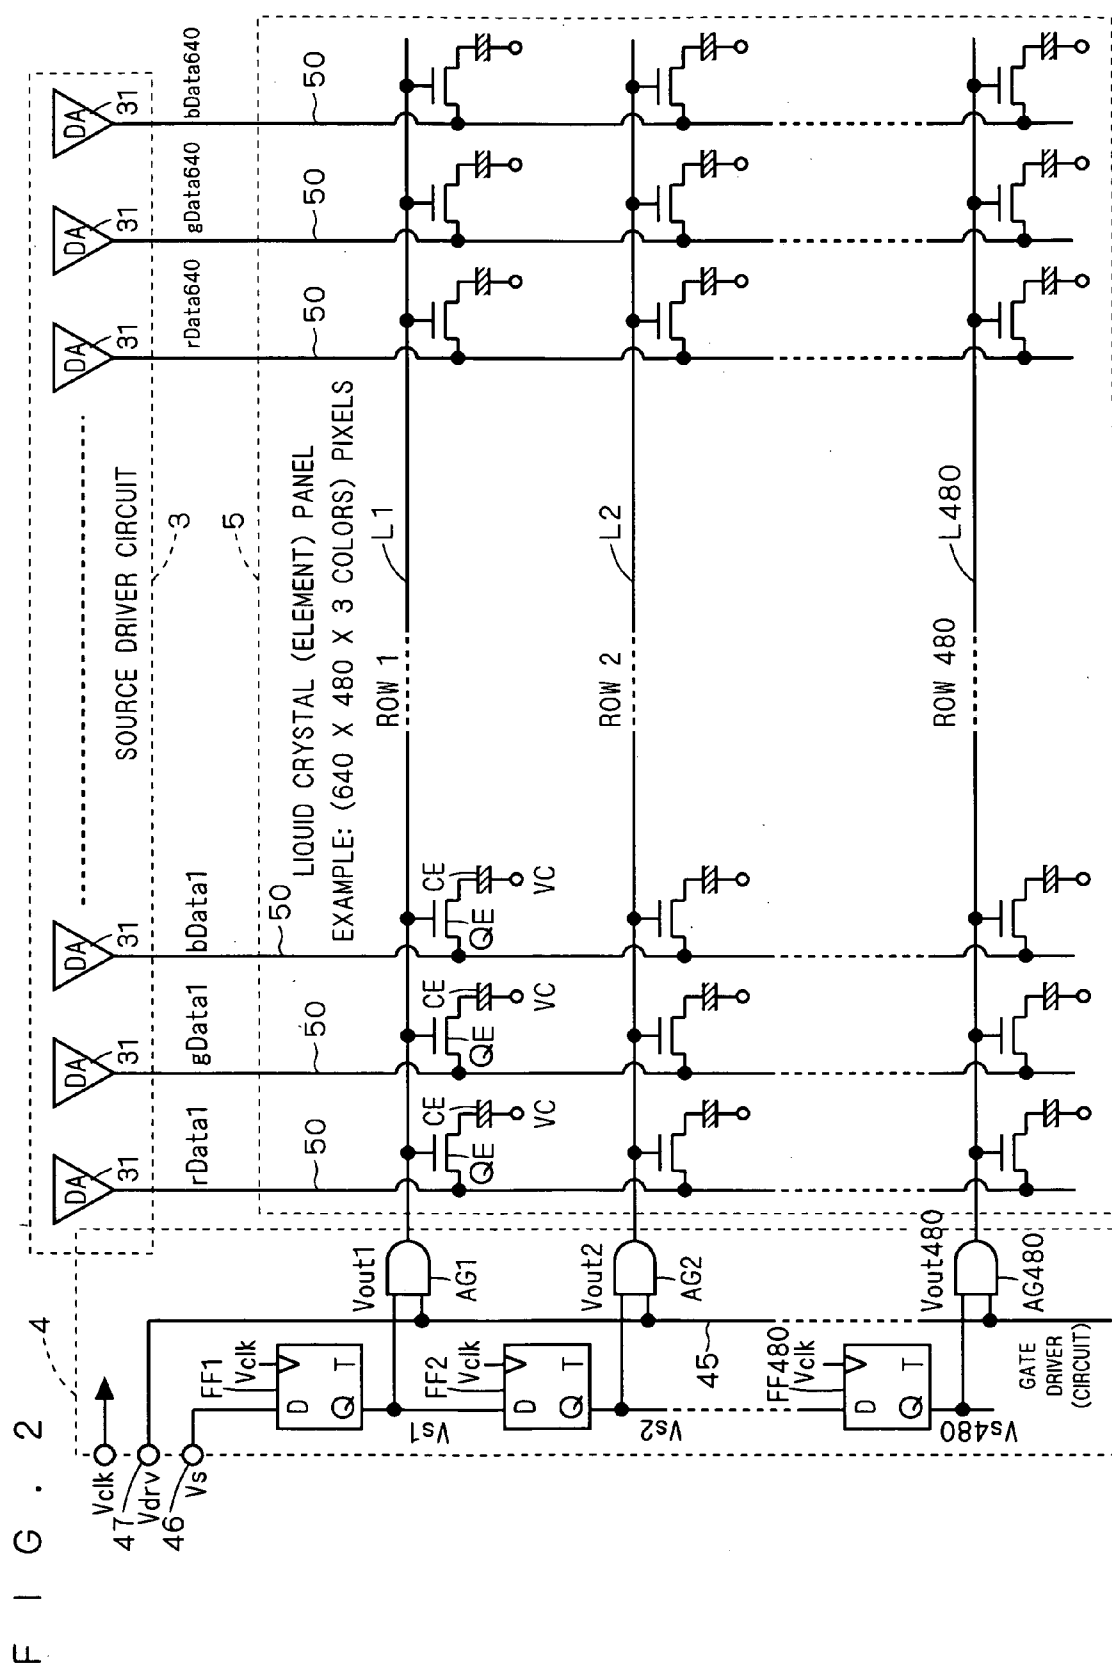 FIG. 2
4
Vclk
47
Vdrv
46
Vs
FF1
Vclk
D
T
Q
Vs1
FF2
Vclk
D
T
Q
Vs2
45
FF480
Vclk
D
T
Q
Vs480
GATE
DRIVER
(CIRCUIT)
Vout1
AG1
Vout2
AG2
Vout480
AG480
DA
31
rData1
50
DA
31
gData1
50
DA
31
bData1
50
SOURCE DRIVER CIRCUIT
3
5
DA
31
rData640
50
DA
31
gData640
50
DA
31
bData640
50
LIQUID CRYSTAL (ELEMENT) PANEL
EXAMPLE: (640 X 480 X 3 COLORS) PIXELS
QE
CE
VC
QE
CE
VC
QE
CE
VC
ROW 1
L1
ROW 2
L2
ROW 480
L480